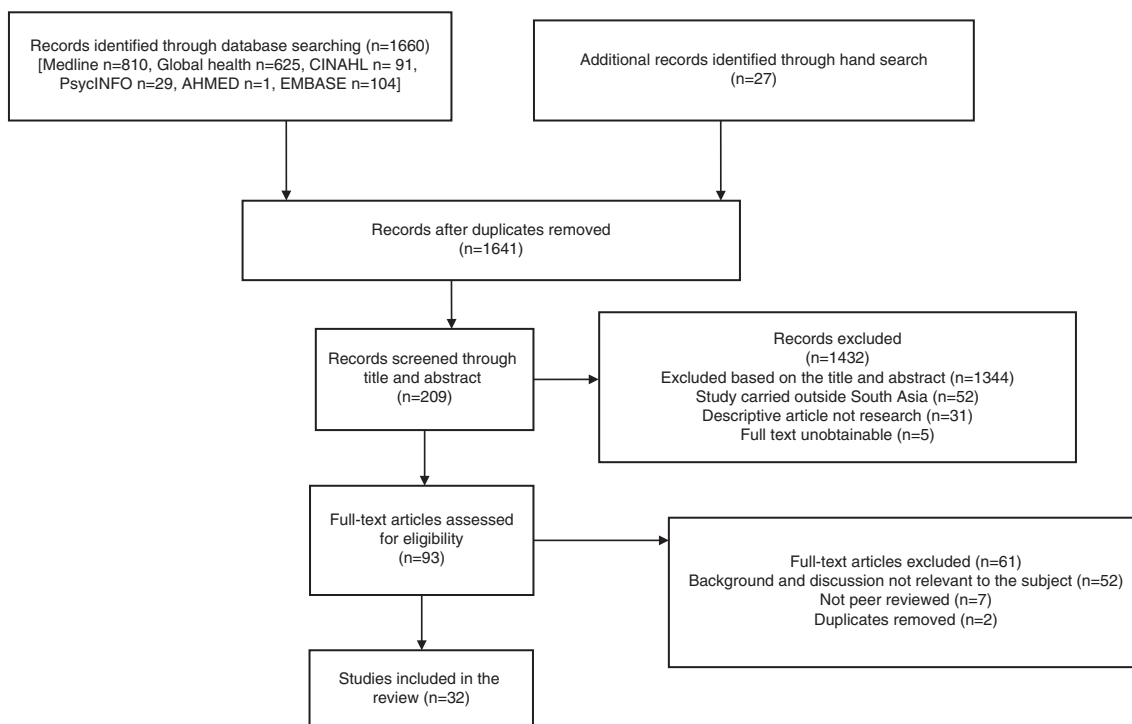 Records identified through database searching (n=1660)
[Medline n=810, Global health n=625, CINAHL n= 91,
PsycINFO n=29, AHMED n=1, EMBASE n=104]
Additional records identified through hand search
(n=27)
Records after duplicates removed
(n=1641)
Records screened through
title and abstract
(n=209)
Records excluded
(n=1432)
Excluded based on the title and abstract (n=1344)
Study carried outside South Asia (n=52)
Descriptive article not research (n=31)
Full text unobtainable (n=5)
Full-text articles assessed
for eligibility
(n=93)
Full-text articles excluded (n=61)
Background and discussion not relevant to the subject (n=52)
Not peer reviewed (n=7)
Duplicates removed (n=2)
Studies included in the
review (n=32)